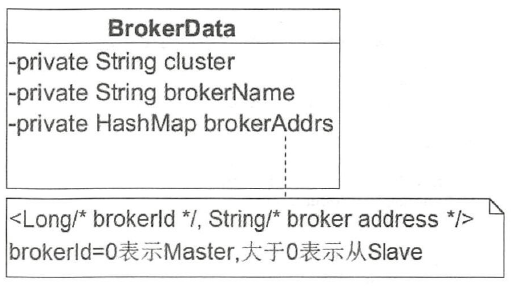 BrokerData
-private String cluster
-private String brokerName
-private HashMap brokerAddrs
<Long/* brokerId */, String/* broker address */>
brokerId=0表示Master,大于0表示从Slave